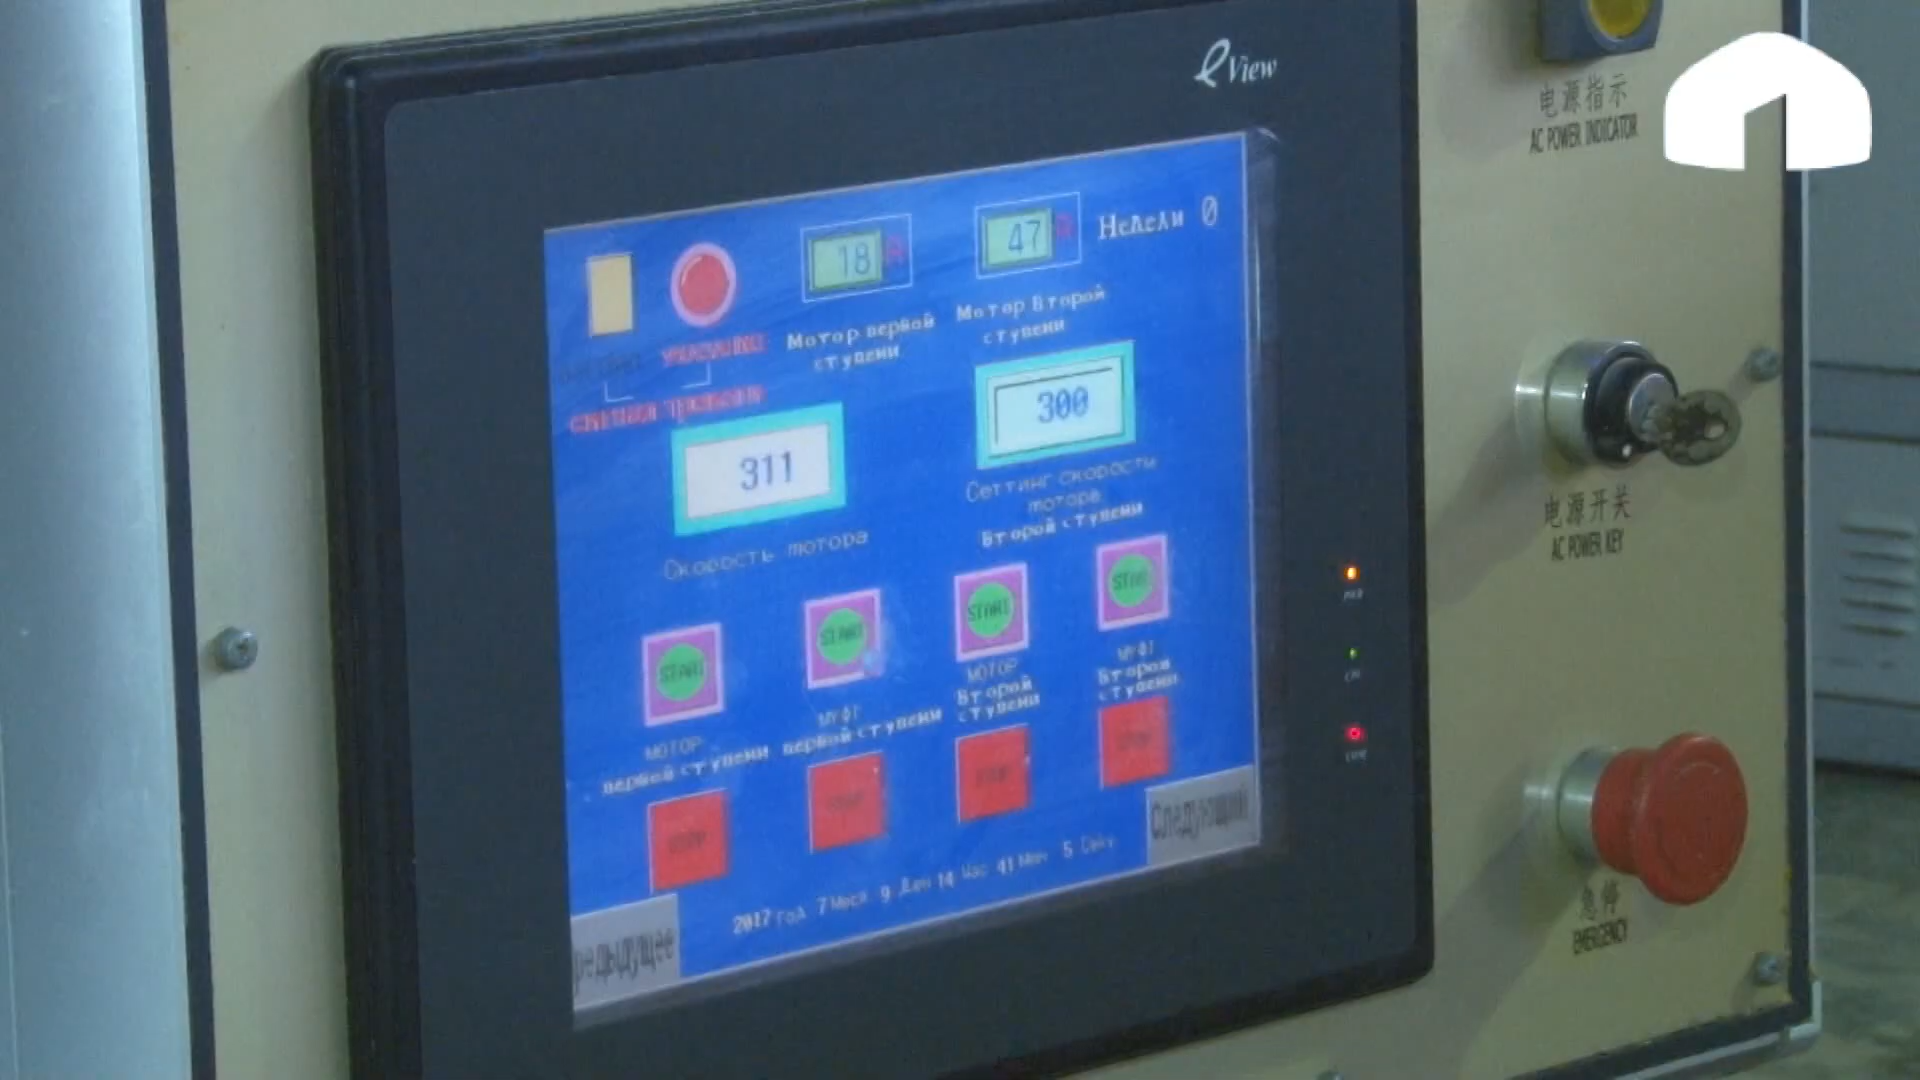 eView
电源指示
AC POWER INDICATOR
18 A
47 A
Недели 0
Мотор первой
ступени
Мотор Второй
ступени
311
300
Скорость мотора
Сеттинг скорости
мотора
Второй ступени
START
START
START
START
МОТОР
первой ступени
МУФТ
первой ступени
МОТОР
Второй
ступени
МУФТ
Второй
ступени
STOP
STOP
STOP
STOP
Следующий
редыдущее
2017 Год 7 Меся 9 Ден 14 Час 41 Мин 5 Секу
电源开关
AC POWER KEY
急停
EMERGENCY